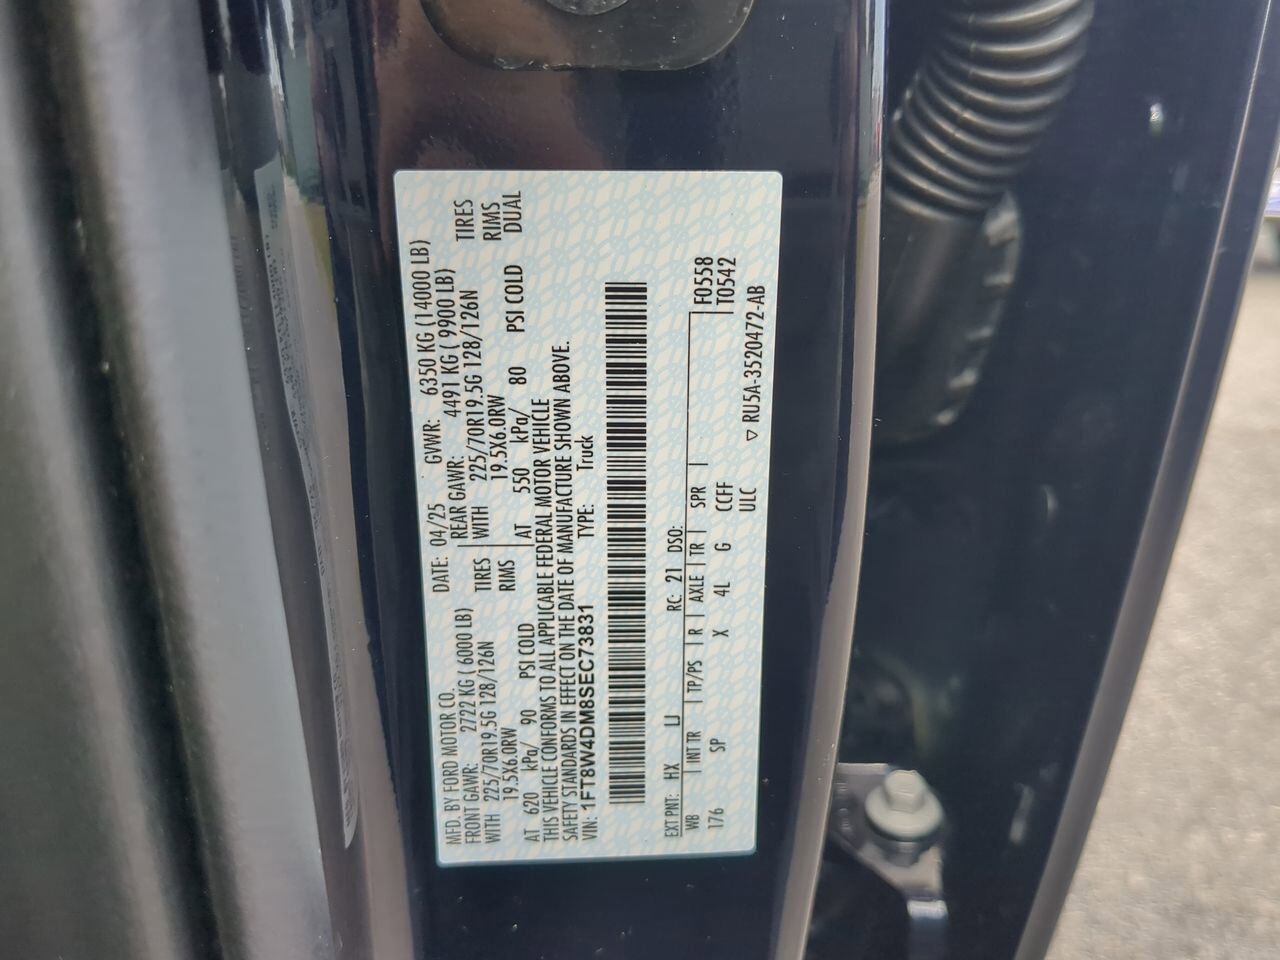 MFD. BY FORD MOTOR CO.
DATE: 04/25 GVWR: 6350 KG (14000 LB)
FRONT GAWR: 2722 KG ( 6000 LB) REAR GAWR: 4491 KG ( 9900 LB)
WITH 225/70R19.5G 128/126N TIRES WITH 225/70R19.5G 128/126N TIRES
19.5X6.0RW RIMS 19.5X6.0RW RIMS
AT 620 kPa/ 90 PSI COLD AT 550 kPa/ 80 PSI COLD DUAL
THIS VEHICLE CONFORMS TO ALL APPLICABLE FEDERAL MOTOR VEHICLE
SAFETY STANDARDS IN EFFECT ON THE DATE OF MANUFACTURE SHOWN ABOVE.
VIN: 1FT8W4DM8SEC73831 TYPE: Truck
EXT PNT: HX LJ RC: 21 DSO:
WB INT TR TP/PS R AXLE TR SPR F0558
176 SP X 4L G CCFF T0542
ULC ▽ RU5A-3520472-AB